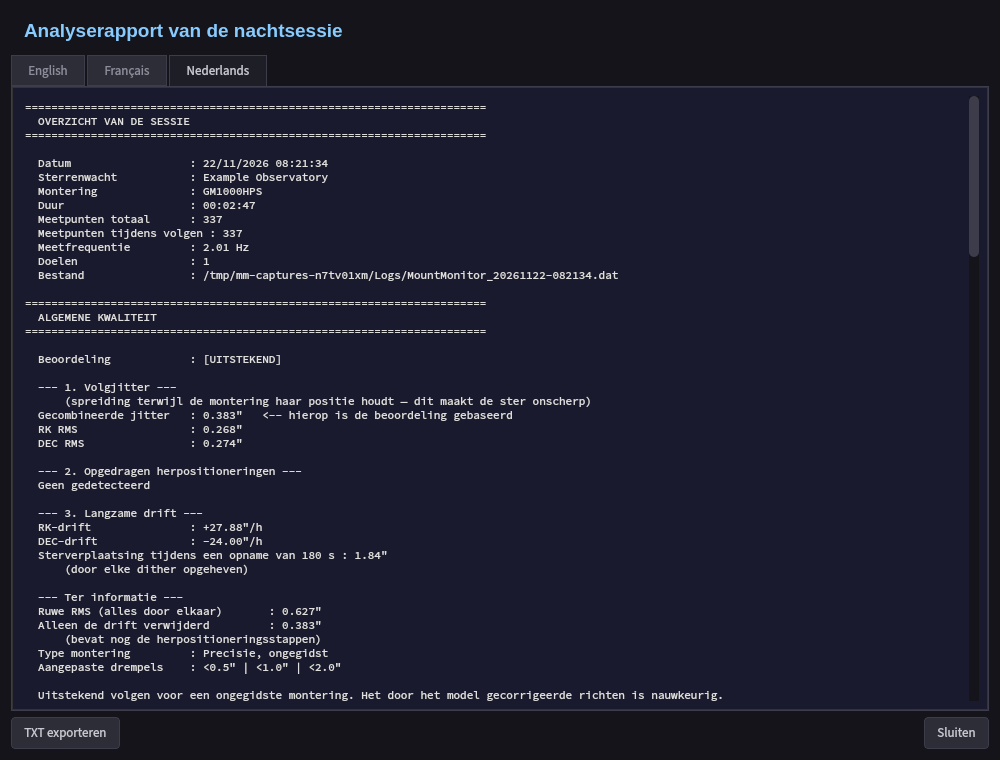 Analyserapport van de nachtsessie
English Français Nederlands
======================================================================
OVERZICHT VAN DE SESSIE
======================================================================
Datum : 22/11/2026 08:21:34
Sterrenwacht : Example Observatory
Montering : GM1000HPS
Duur : 00:02:47
Meetpunten totaal : 337
Meetpunten tijdens volgen : 337
Meetfrequentie : 2.01 Hz
Doelen : 1
Bestand : /tmp/mm-captures-n7tv01xm/Logs/MountMonitor_20261122-082134.dat
======================================================================
ALGEMENE KWALITEIT
======================================================================
Beoordeling : [UITSTEKEND]
--- 1. Volgjitter ---
(spreiding terwijl de montering haar positie houdt — dit maakt de ster onscherp)
Gecombineerde jitter : 0.383" <-- hierop is de beoordeling gebaseerd
RK RMS : 0.268"
DEC RMS : 0.274"
--- 2. Opgedragen herpositioneringen ---
Geen gedetecteerd
--- 3. Langzame drift ---
RK-drift : +27.88"/h
DEC-drift : -24.00"/h
Sterverplaatsing tijdens een opname van 180 s : 1.84"
(door elke dither opgeheven)
--- Ter informatie ---
Ruwe RMS (alles door elkaar) : 0.627"
Alleen de drift verwijderd : 0.383"
(bevat nog de herpositioneringsstappen)
Type montering : Precisie, ongegidst
Aangepaste drempels : <0.5" | <1.0" | <2.0"
Uitstekend volgen voor een ongegidste montering. Het door het model gecorrigeerde richten is nauwkeurig.
TXT exporteren Sluiten